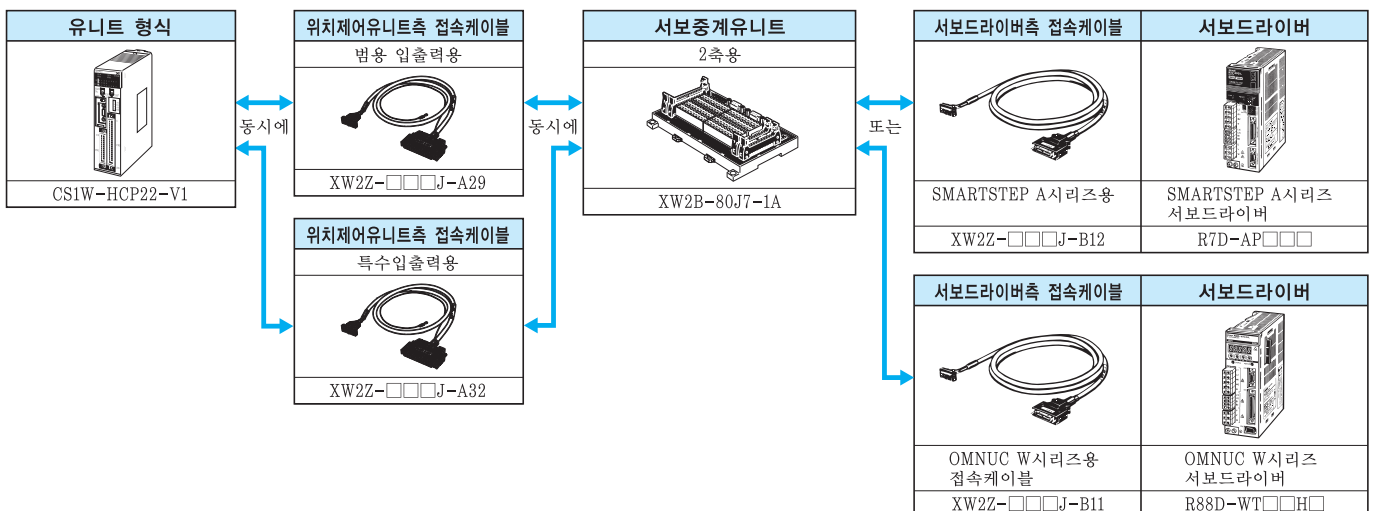 유니트 형식
CS1W-HCP22-V1
동시에
위치제어유니트측 접속케이블
범용 입출력용
XW2Z-□□□J-A29
위치제어유니트측 접속케이블
특수입출력용
XW2Z-□□□J-A32
동시에
서보중계유니트
2축용
XW2B-80J7-1A
또는
서보드라이버측 접속케이블
서보드라이버
SMARTSTEP A시리즈용
SMARTSTEP A시리즈
서보드라이버
XW2Z-□□□J-B12
R7D-AP□□□
서보드라이버측 접속케이블
서보드라이버
OMNUC W시리즈용
접속케이블
OMNUC W시리즈
서보드라이버
XW2Z-□□□J-B11
R88D-WT□□H□